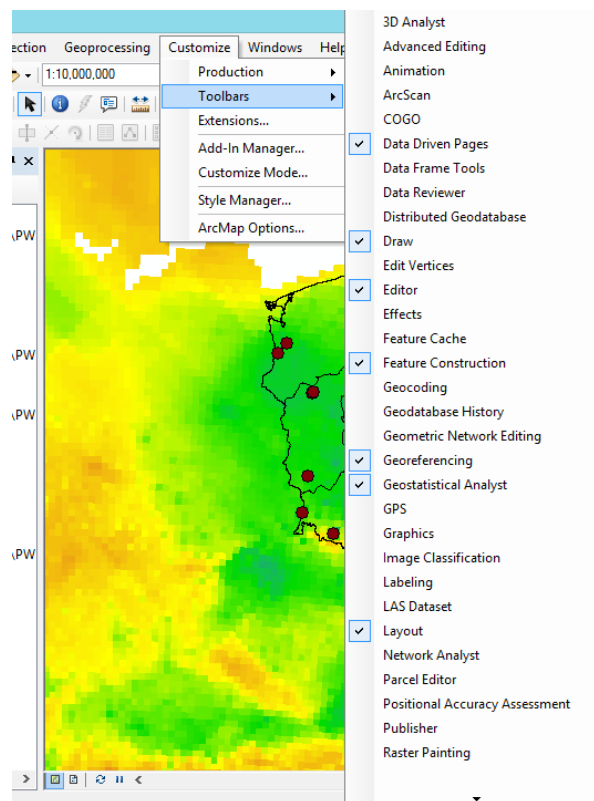 ection Geoprocessing Customize Windows Help
1:10,000,000
Production
Toolbars
Extensions...
Add-In Manager...
Customize Mode...
Style Manager...
ArcMap Options...
PW
PW
PW
PW
3D Analyst
Advanced Editing
Animation
ArcScan
COGO
Data Driven Pages
Data Frame Tools
Data Reviewer
Distributed Geodatabase
Draw
Edit Vertices
Editor
Effects
Feature Cache
Feature Construction
Geocoding
Geodatabase History
Geometric Network Editing
Georeferencing
Geostatistical Analyst
GPS
Graphics
Image Classification
Labeling
LAS Dataset
Layout
Network Analyst
Parcel Editor
Positional Accuracy Assessment
Publisher
Raster Painting